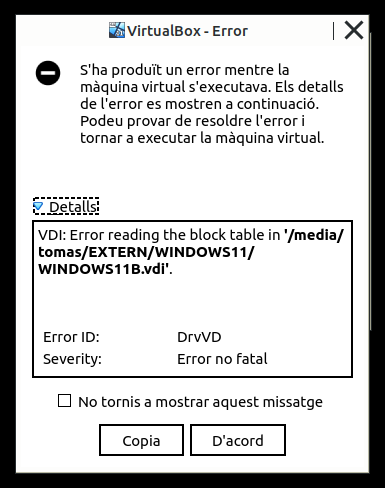 VirtualBox - Error
S'ha produït un error mentre la
màquina virtual s'executava. Els detalls
de l'error es mostren a continuació.
Podeu provar de resoldre l'error i
tornar a executar la màquina virtual.
Detalls
VDI: Error reading the block table in '/media/
tomas/EXTERN/WINDOWS11/
WINDOWS11B.vdi'.
Error ID: DrvVD
Severity: Error no fatal
No tornis a mostrar aquest missatge
Copia D'acord